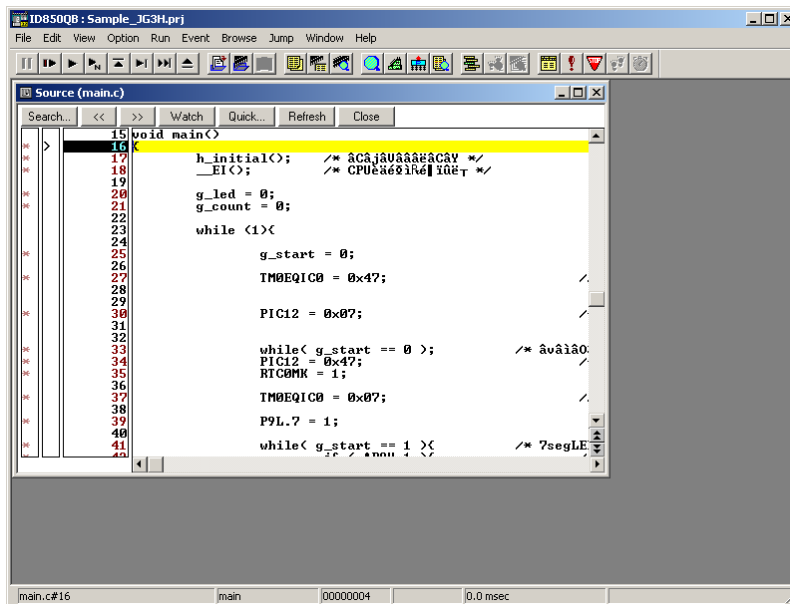 ID850QB : Sample_JG3H.prj
File Edit View Option Run Event Browse Jump Window Help
Source (main.c)
Search... << >> Watch Quick... Refresh Close
15 void main()
16 {
17 h_initial(); /* */
18 __EI(); /* */
19
20 g_led = 0;
21 g_count = 0;
22
23 while (1){
24
25 g_start = 0;
26
27 TM0EQIC0 = 0x47; /
28
29
30 PIC12 = 0x07; /
31
32
33 while( g_start == 0 ); /*
34 PIC12 = 0x47; /
35 RTC0MK = 1;
36
37 TM0EQIC0 = 0x07; /
38
39 P9L.7 = 1;
40
41 while( g_start == 1 ){ /* 7segLE
main.c#16 main 00000004 0.0 msec